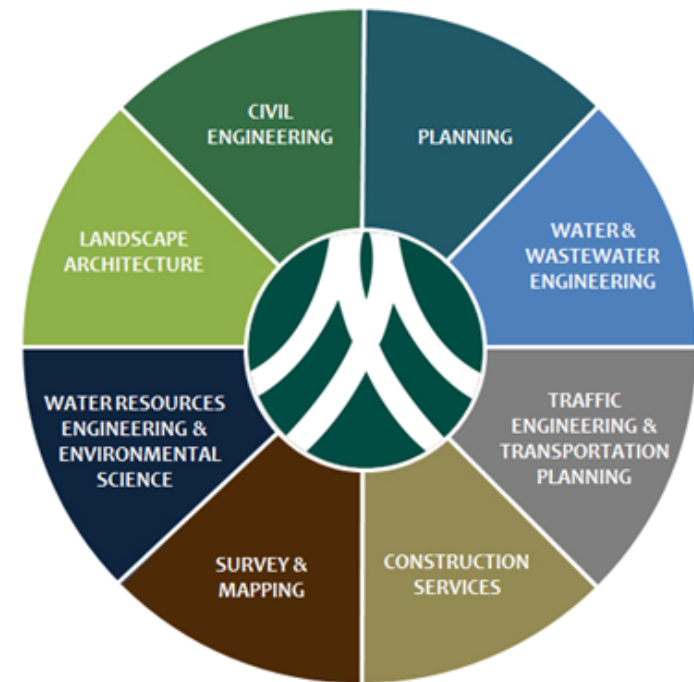 CIVIL
ENGINEERING
PLANNING
WATER &
WASTEWATER
ENGINEERING
TRAFFIC
ENGINEERING &
TRANSPORTATION
PLANNING
CONSTRUCTION
SERVICES
SURVEY &
MAPPING
WATER RESOURCES
ENGINEERING &
ENVIRONMENTAL
SCIENCE
LANDSCAPE
ARCHITECTURE